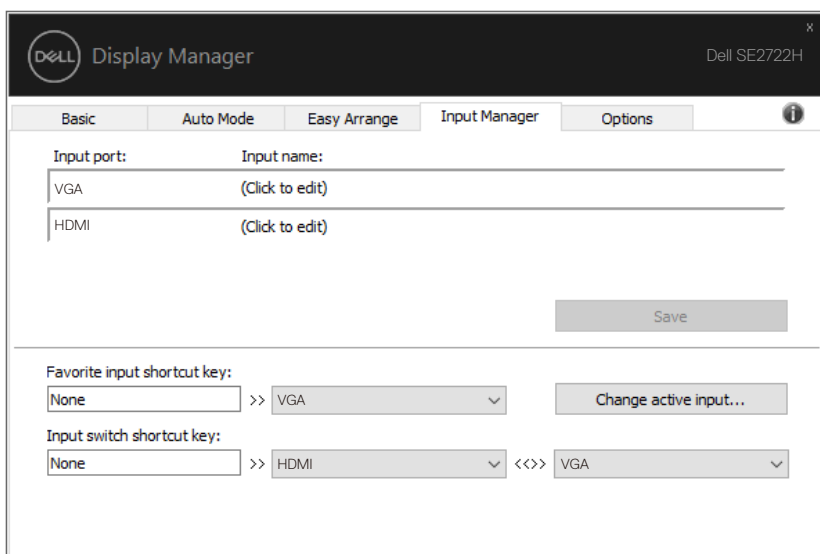 x
DELL Display Manager Dell SE2722H
Basic Auto Mode Easy Arrange Input Manager Options i
Input port: Input name:
VGA (Click to edit)
HDMI (Click to edit)
Save
Favorite input shortcut key:
None >> VGA Change active input...
Input switch shortcut key:
None >> HDMI <<>> VGA